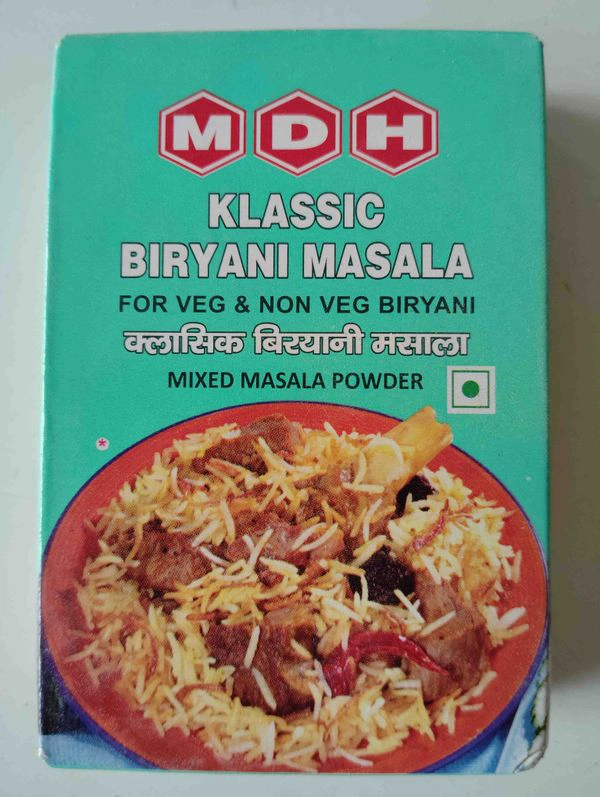 MDH
KLASSIC
BIRYANI MASALA
FOR VEG & NON VEG BIRYANI
क्लासिक बिरयानी मसाला
MIXED MASALA POWDER
*